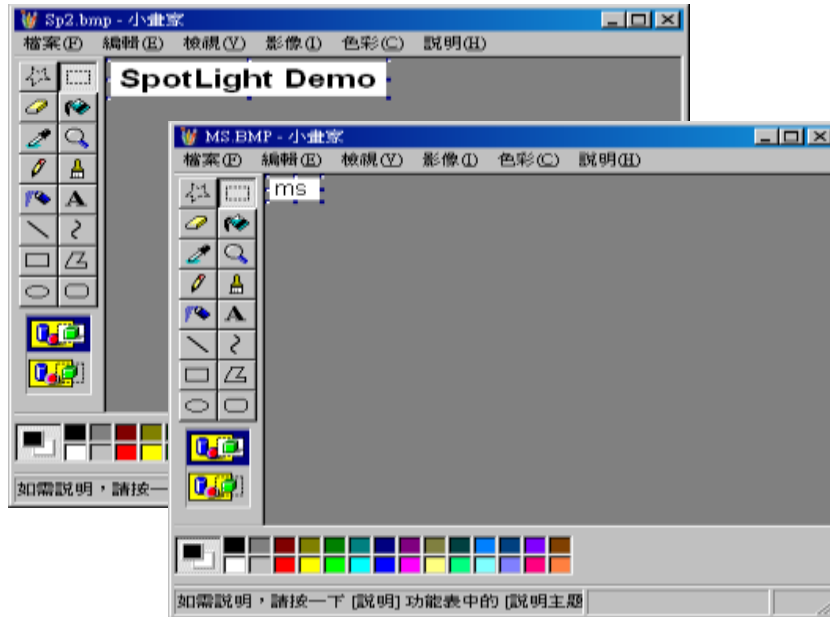 Sp2.bmp - 小畫家
檔案(F) 編輯(E) 檢視(V) 影像(I) 色彩(C) 說明(H)
SpotLight Demo
A
如需說明，請按一
MS.BMP - 小畫家
檔案(F) 編輯(E) 檢視(V) 影像(I) 色彩(C) 說明(H)
ms
A
如需說明，請按一下 [說明] 功能表中的 [說明主題